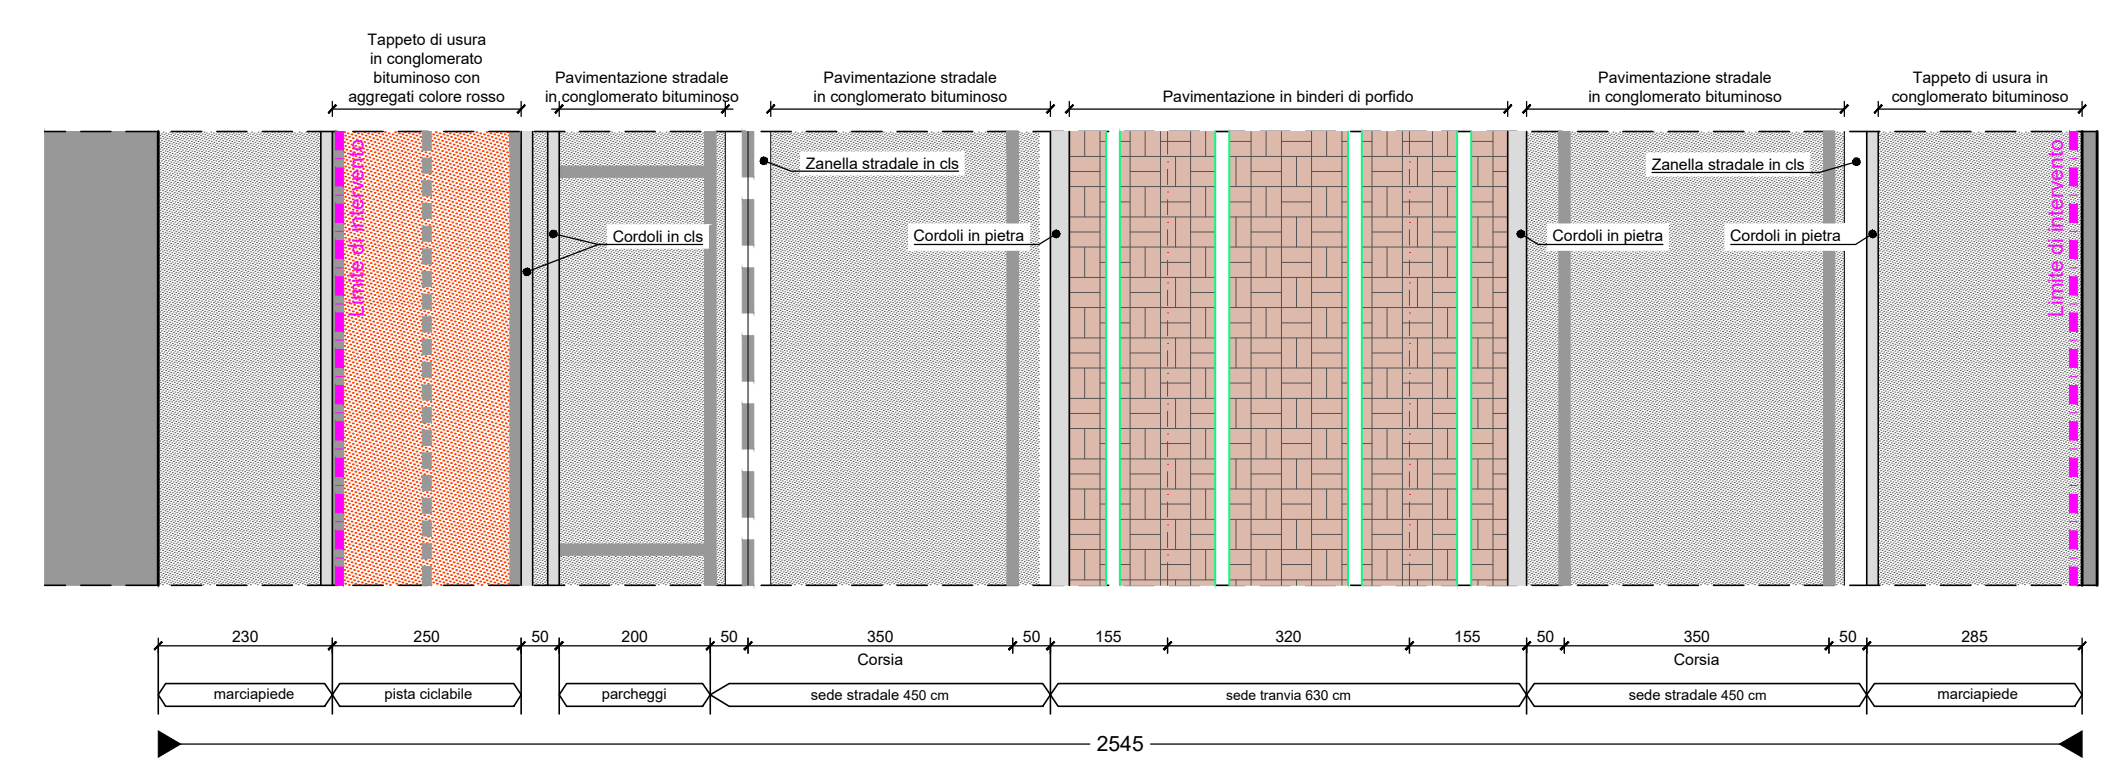 Tappeto di usura
in conglomerato
bituminoso con
aggregati colore rosso
Pavimentazione stradale
in conglomerato bituminoso
Pavimentazione stradale
in conglomerato bituminoso
Pavimentazione in binderi di porfido
Pavimentazione stradale
in conglomerato bituminoso
Tappeto di usura in
conglomerato bituminoso
Limite di intervento
Zanella stradale in cls
Zanella stradale in cls
Limite di intervento
Cordoli in cls
Cordoli in pietra
Cordoli in pietra
Cordoli in pietra
230
250
50
200
50
350
50
155
320
155
50
350
50
285
Corsia
Corsia
marciapiede
pista ciclabile
parcheggi
sede stradale 450 cm
sede tranvia 630 cm
sede stradale 450 cm
marciapiede
2545